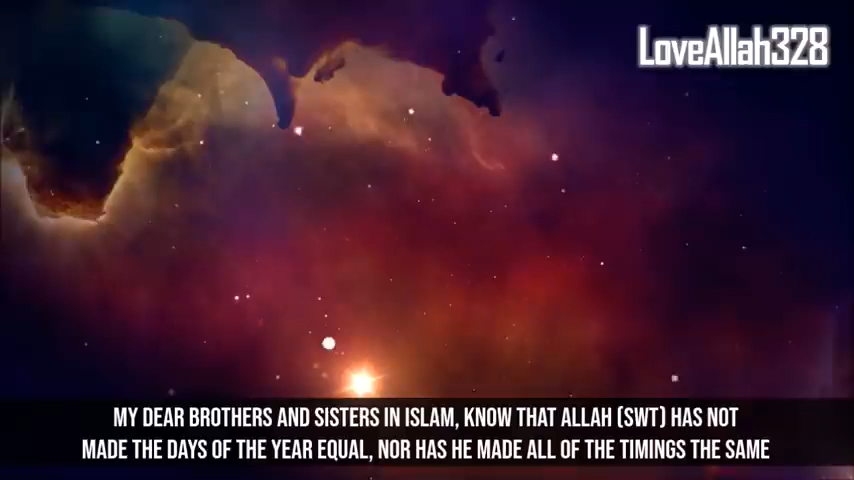 LoveAllah328
MY DEAR BROTHERS AND SISTERS IN ISLAM, KNOW THAT ALLAH (SWT) HAS NOT
MADE THE DAYS OF THE YEAR EQUAL, NOR HAS HE MADE ALL OF THE TIMINGS THE SAME